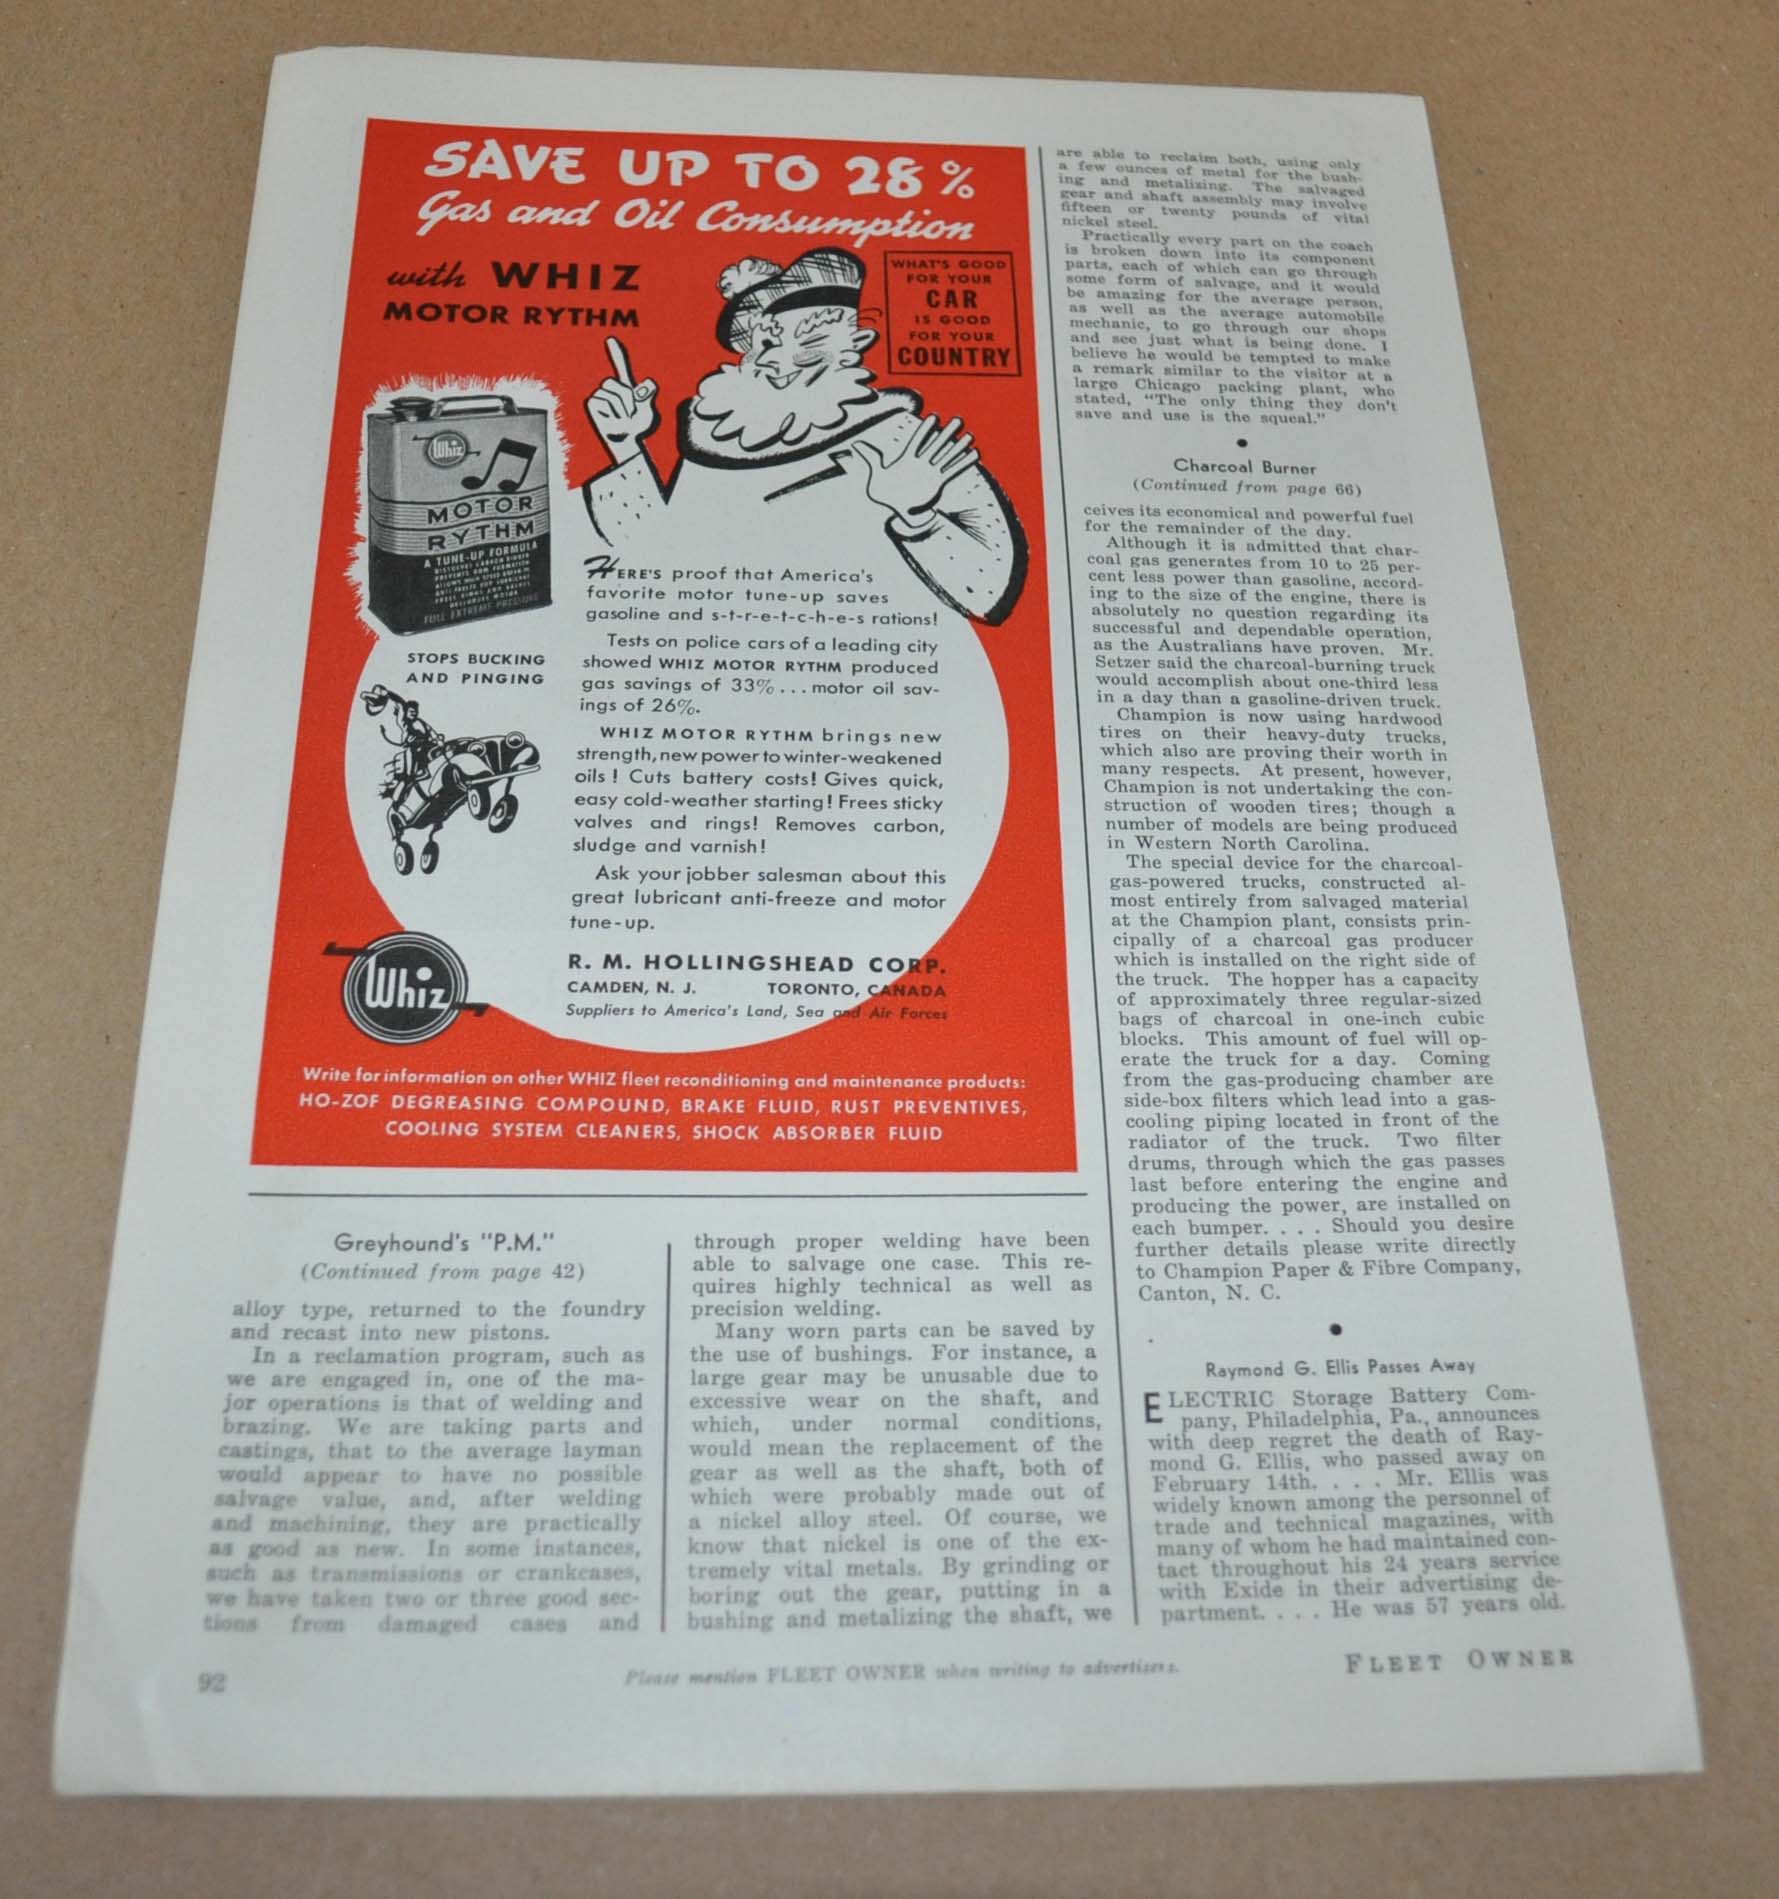 SAVE UP TO 28%
Gas and Oil Consumption
with WHIZ
MOTOR RYTHM
WHAT'S GOOD
FOR YOUR
CAR
IS GOOD
FOR YOUR
COUNTRY
Whiz
MOTOR
RYTHM
A TUNE-UP FORMULA
FULL EXTREME PRESSURE
STOPS BUCKING
AND PINGING
HERE'S proof that America's
favorite motor tune-up saves
gasoline and s-t-r-e-t-c-h-e-s rations!
Tests on police cars of a leading city
showed WHIZ MOTOR RYTHM produced
gas savings of 33% ... motor oil sav-
ings of 26%.
WHIZ MOTOR RYTHM brings new
strength, new power to winter-weakened
oils! Cuts battery costs! Gives quick,
easy cold-weather starting! Frees sticky
valves and rings! Removes carbon,
sludge and varnish!
Ask your jobber salesman about this
great lubricant anti-freeze and motor
tune-up.
Whiz
R. M. HOLLINGSHEAD CORP.
CAMDEN, N. J. TORONTO, CANADA
Suppliers to America's Land, Sea and Air Forces
Write for information on other WHIZ fleet reconditioning and maintenance products:
HO-ZOF DEGREASING COMPOUND, BRAKE FLUID, RUST PREVENTIVES,
COOLING SYSTEM CLEANERS, SHOCK ABSORBER FLUID
Greyhound's "P.M."
(Continued from page 42)
alloy type, returned to the foundry
and recast into new pistons.
In a reclamation program, such as
we are engaged in, one of the ma-
jor operations is that of welding and
brazing. We are taking parts and
castings, that to the average layman
would appear to have no possible
salvage value, and, after welding
and machining, they are practically
as good as new. In some instances,
such as transmissions or crankcases,
we have taken two or three good sec-
tions from damaged cases and
through proper welding have been
able to salvage one case. This re-
quires highly technical as well as
precision welding.
Many worn parts can be saved by
the use of bushings. For instance, a
large gear may be unusable due to
excessive wear on the shaft, and
which, under normal conditions,
would mean the replacement of the
gear as well as the shaft, both of
which were probably made out of
a nickel alloy steel. Of course, we
know that nickel is one of the ex-
tremely vital metals. By grinding or
boring out the gear, putting in a
bushing and metalizing the shaft, we
are able to reclaim both, using only
a few ounces of metal for the bush-
ing and metalizing. The salvaged
gear and shaft assembly may involve
fifteen or twenty pounds of vital
nickel steel.
Practically every part on the coach
is broken down into its component
parts, each of which can go through
some form of salvage, and it would
be amazing for the average person,
as well as the average automobile
mechanic, to go through our shops
and see just what is being done. I
believe he would be tempted to make
a remark similar to the visitor at a
large Chicago packing plant, who
stated, "The only thing they don't
save and use is the squeal."
Charcoal Burner
(Continued from page 66)
ceives its economical and powerful fuel
for the remainder of the day.
Although it is admitted that char-
coal gas generates from 10 to 25 per-
cent less power than gasoline, accord-
ing to the size of the engine, there is
absolutely no question regarding its
successful and dependable operation,
as the Australians have proven. Mr.
Setzer said the charcoal-burning truck
would accomplish about one-third less
in a day than a gasoline-driven truck.
Champion is now using hardwood
tires on their heavy-duty trucks,
which also are proving their worth in
many respects. At present, however,
Champion is not undertaking the con-
struction of wooden tires; though a
number of models are being produced
in Western North Carolina.
The special device for the charcoal-
gas-powered trucks, constructed al-
most entirely from salvaged material
at the Champion plant, consists prin-
cipally of a charcoal gas producer
which is installed on the right side of
the truck. The hopper has a capacity
of approximately three regular-sized
bags of charcoal in one-inch cubic
blocks. This amount of fuel will op-
erate the truck for a day. Coming
from the gas-producing chamber are
side-box filters which lead into a gas-
cooling piping located in front of the
radiator of the truck. Two filter
drums, through which the gas passes
last before entering the engine and
producing the power, are installed on
each bumper. . . . Should you desire
further details please write directly
to Champion Paper & Fibre Company,
Canton, N. C.
Raymond G. Ellis Passes Away
ELECTRIC Storage Battery Com-
pany, Philadelphia, Pa., announces
with deep regret the death of Ray-
mond G. Ellis, who passed away on
February 14th. . . . Mr. Ellis was
widely known among the personnel of
trade and technical magazines, with
many of whom he had maintained con-
tact throughout his 24 years service
with Exide in their advertising de-
partment. . . . He was 57 years old.
92
Please mention FLEET OWNER when writing to advertisers.
FLEET OWNER